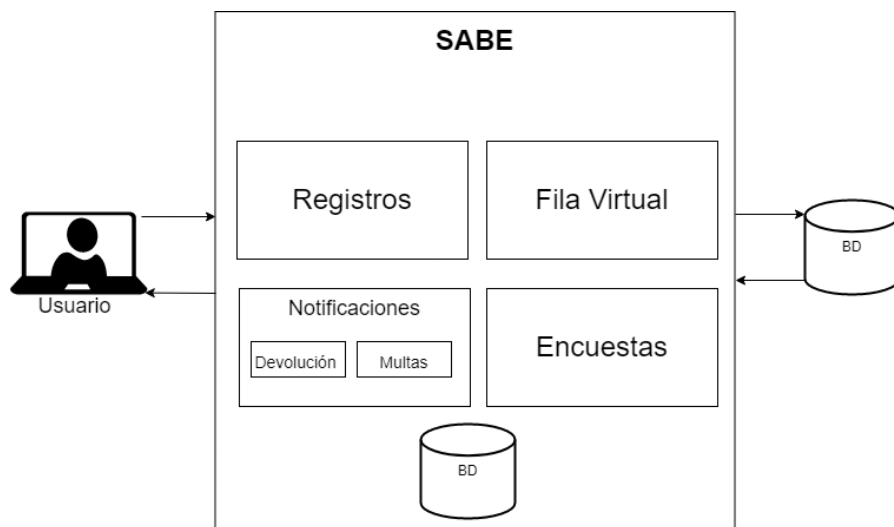 SABE
Registros
Fila Virtual
Usuario
BD
Notificaciones
Devolución
Multas
Encuestas
BD